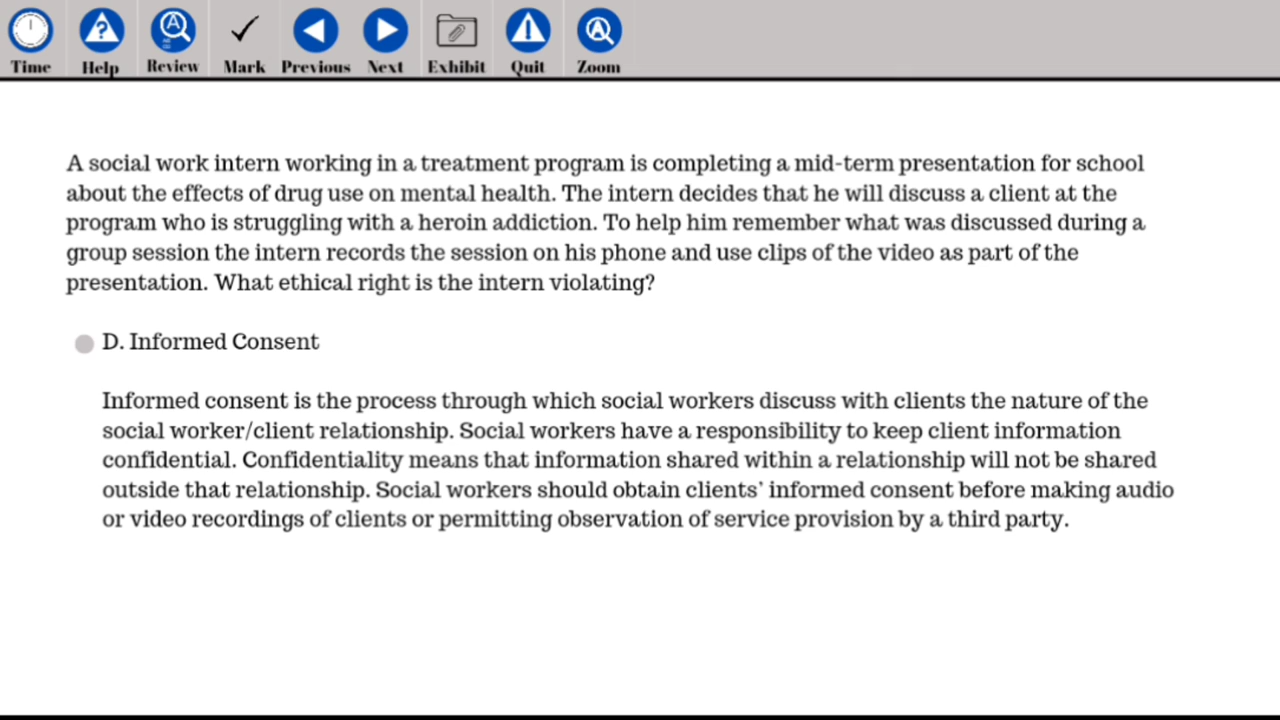 Time Help Review Mark Previous Next Exhibit Quit Zoom
A social work intern working in a treatment program is completing a mid-term presentation for school
about the effects of drug use on mental health. The intern decides that he will discuss a client at the
program who is struggling with a heroin addiction. To help him remember what was discussed during a
group session the intern records the session on his phone and use clips of the video as part of the
presentation. What ethical right is the intern violating?
D. Informed Consent
Informed consent is the process through which social workers discuss with clients the nature of the
social worker/client relationship. Social workers have a responsibility to keep client information
confidential. Confidentiality means that information shared within a relationship will not be shared
outside that relationship. Social workers should obtain clients' informed consent before making audio
or video recordings of clients or permitting observation of service provision by a third party.